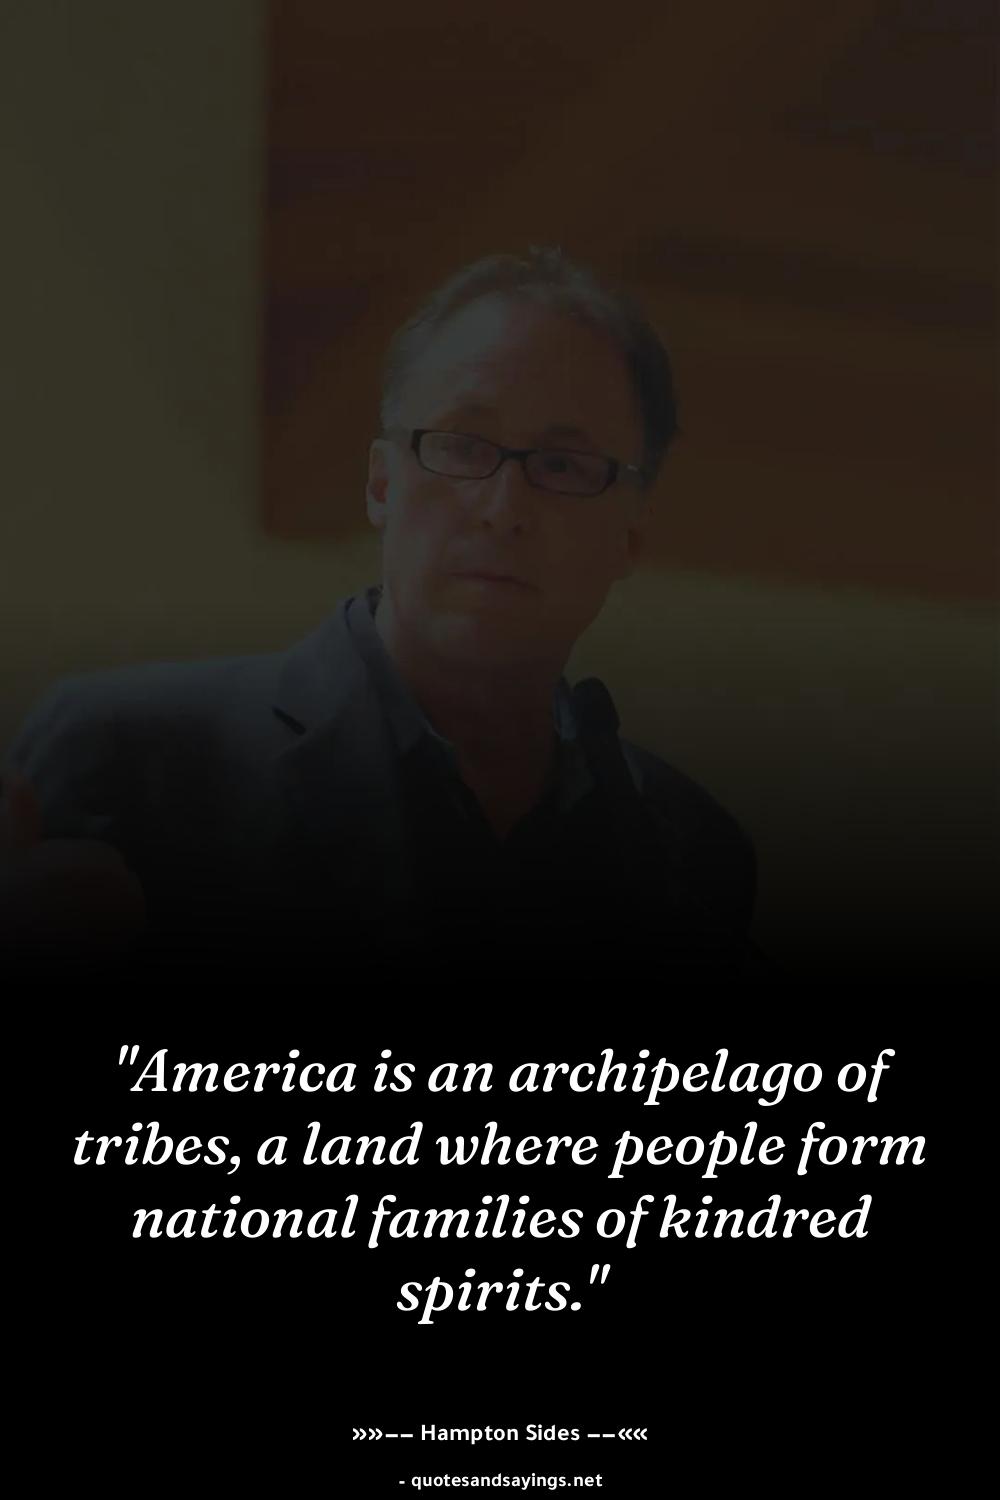 "America is an archipelago of
tribes, a land where people form
national families of kindred
spirits."
»»–– Hampton Sides ––««
- quotesandsayings.net